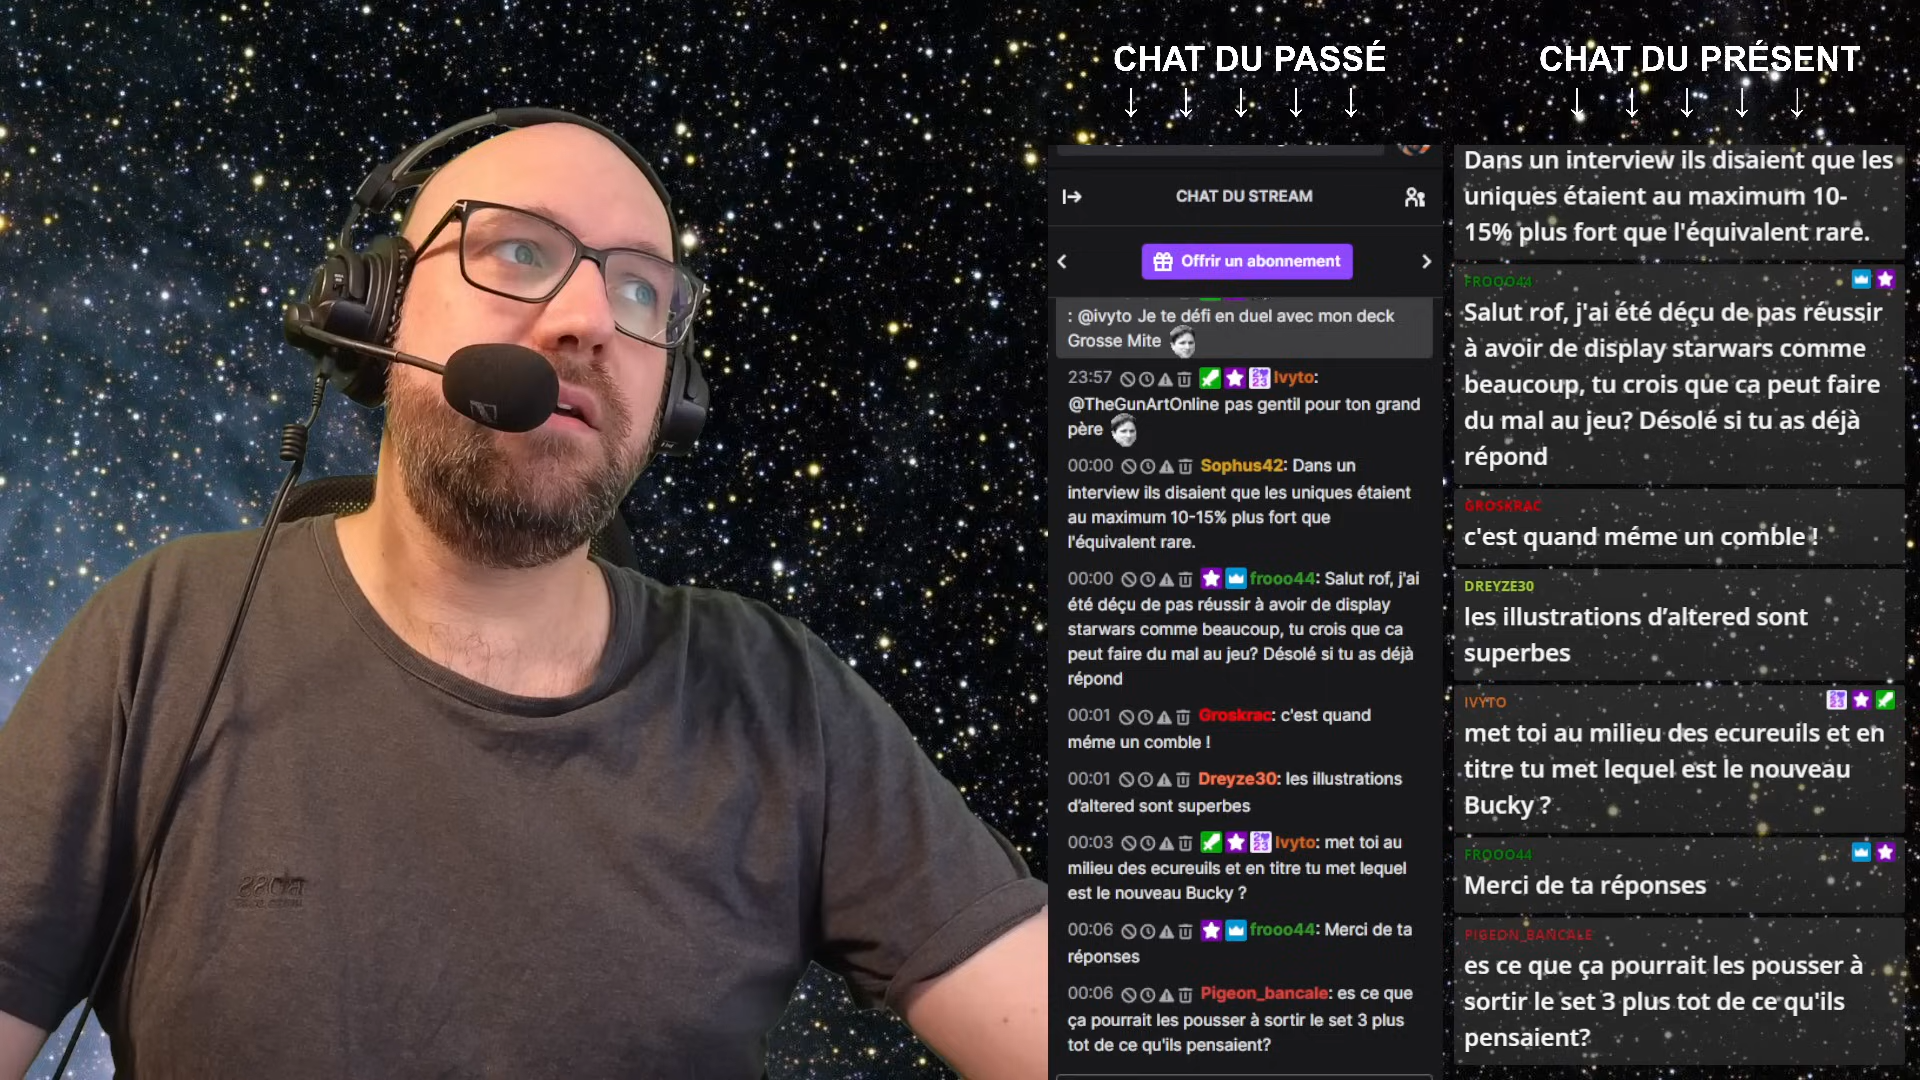 CHAT DU PASSÉ
↓ ↓ ↓ ↓ ↓
CHAT DU STREAM
Offrir un abonnement
: @ivyto Je te défi en duel avec mon deck
Grosse Mite
23:57 Ivyto:
@TheGunArtOnline pas gentil pour ton grand
père
00:00 Sophus42: Dans un
interview ils disaient que les uniques étaient
au maximum 10-15% plus fort que
l'équivalent rare.
00:00 frooo44: Salut rof, j'ai
été déçu de pas réussir à avoir de display
starwars comme beaucoup, tu crois que ca
peut faire du mal au jeu? Désolé si tu as déjà
répond
00:01 Groskrac: c'est quand
méme un comble !
00:01 Dreyze30: les illustrations
d’altered sont superbes
00:03 Ivyto: met toi au
milieu des ecureuils et en titre tu met lequel
est le nouveau Bucky ?
00:06 frooo44: Merci de ta
réponses
00:06 Pigeon_bancale: es ce que
ça pourrait les pousser à sortir le set 3 plus
tot de ce qu'ils pensaient?
CHAT DU PRÉSENT
↓ ↓ ↓ ↓ ↓
Dans un interview ils disaient que les
uniques étaient au maximum 10-
15% plus fort que l'équivalent rare.
FROOO44
Salut rof, j'ai été déçu de pas réussir
à avoir de display starwars comme
beaucoup, tu crois que ca peut faire
du mal au jeu? Désolé si tu as déjà
répond
GROSKRAC
c'est quand méme un comble !
DREYZE30
les illustrations d’altered sont
superbes
IVYTO
met toi au milieu des ecureuils et en
titre tu met lequel est le nouveau
Bucky ?
FROOO44
Merci de ta réponses
PIGEON_BANCALE
es ce que ça pourrait les pousser à
sortir le set 3 plus tot de ce qu'ils
pensaient?